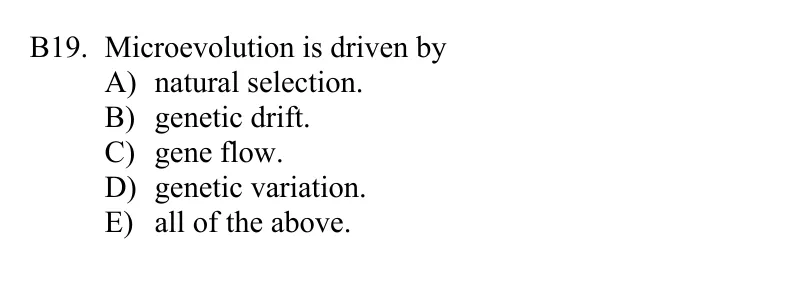 B19. Microevolution is driven by
A) natural selection.
B) genetic drift.
C) gene flow.
D) genetic variation.
E) all of the above.